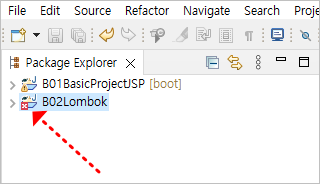 File Edit Source Refactor Navigate Search Proje
Package Explorer
B01BasicProjectJSP [boot]
B02Lombok